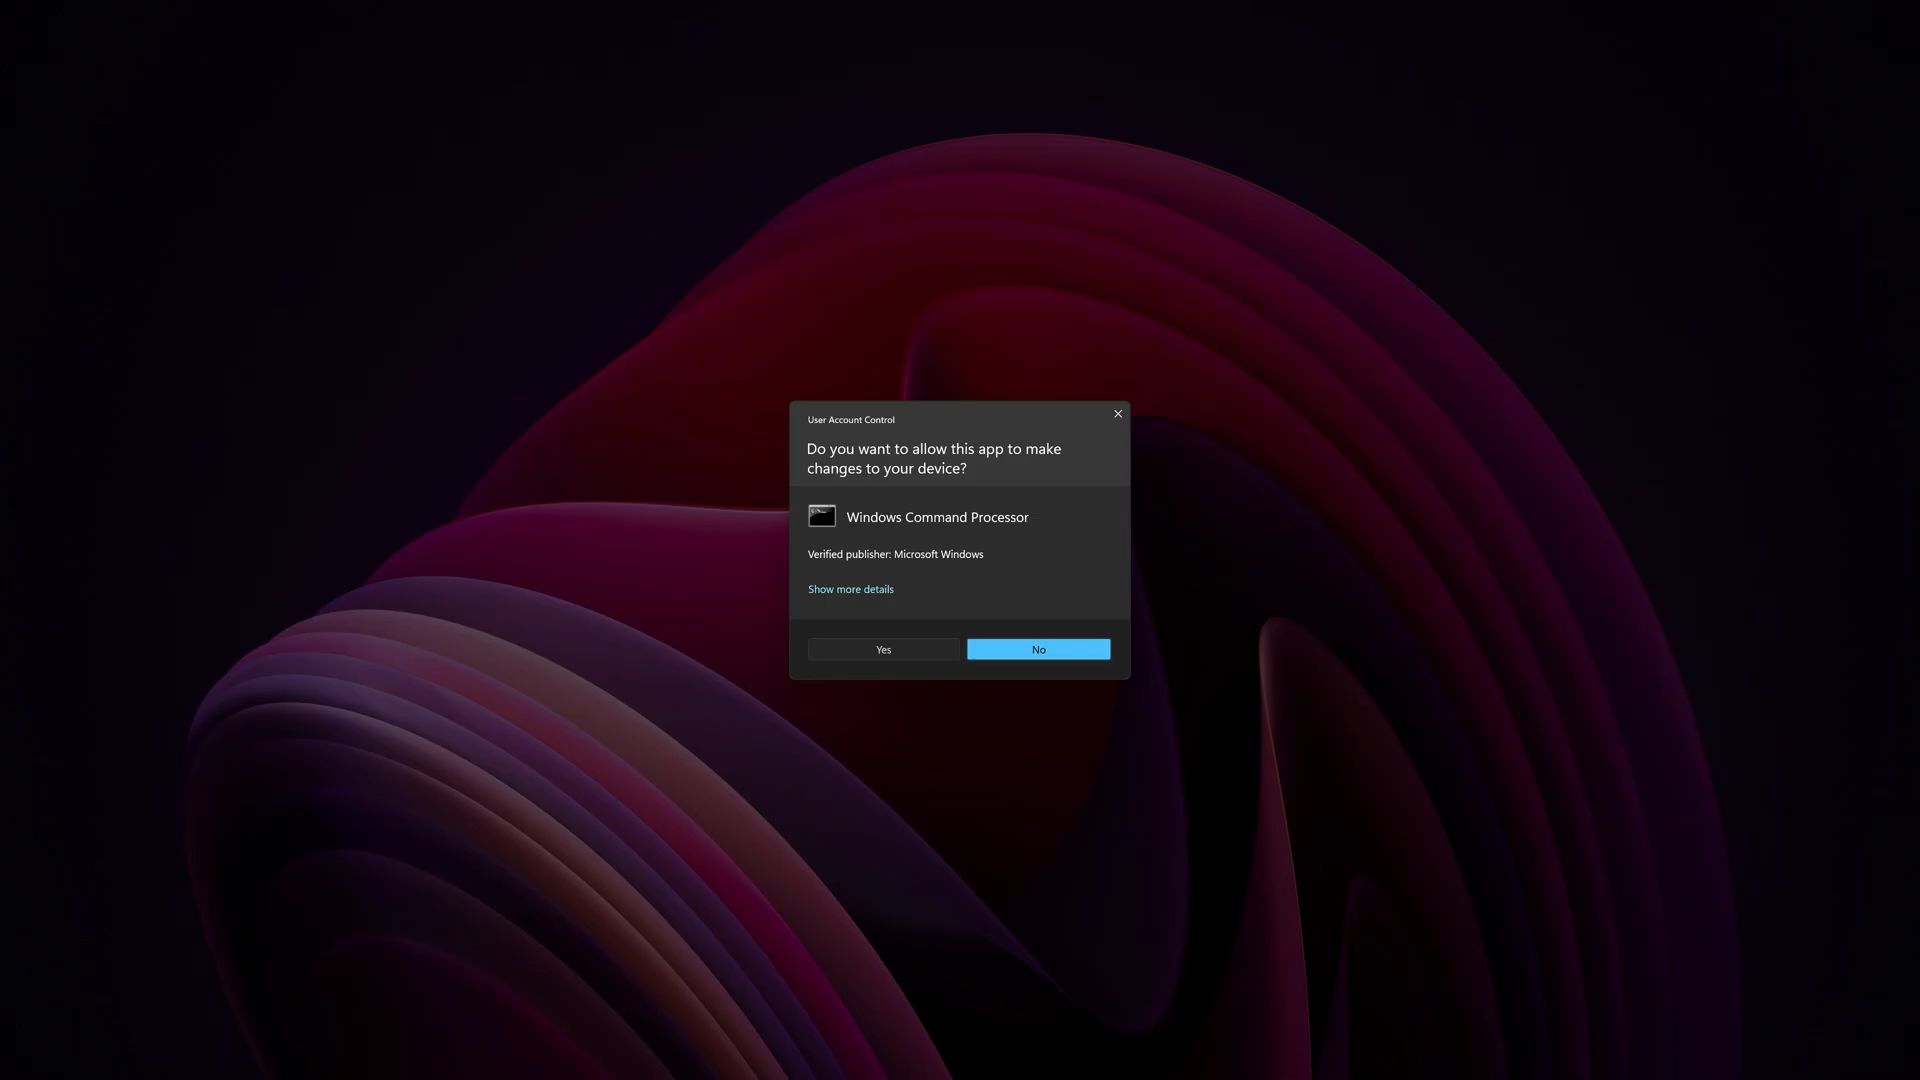 User Account Control
Do you want to allow this app to make
changes to your device?
Windows Command Processor
Verified publisher: Microsoft Windows
Show more details
Yes
No